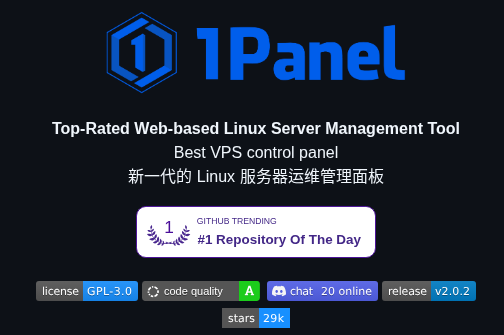 1Panel
Top-Rated Web-based Linux Server Management Tool
Best VPS control panel
新一代的 Linux 服务器运维管理面板
1
GITHUB TRENDING
#1 Repository Of The Day
license GPL-3.0 code quality A chat 20 online release v2.0.2
stars 29k